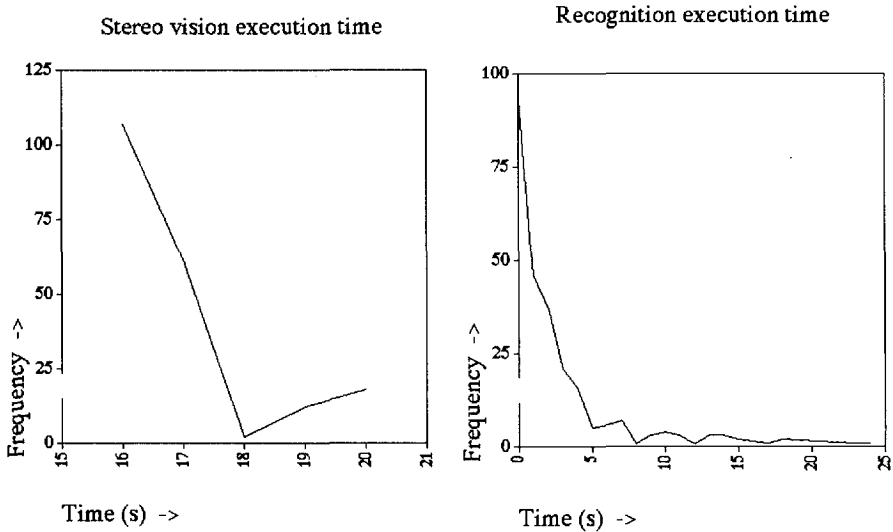 Stereo vision execution time
125
100
75
50
25
0
Frequency ->
15 16 17 18 19 20 21
Time (s) ->
Recognition execution time
100
75
50
25
0
Frequency ->
0 5 10 15 20 25
Time (s) ->